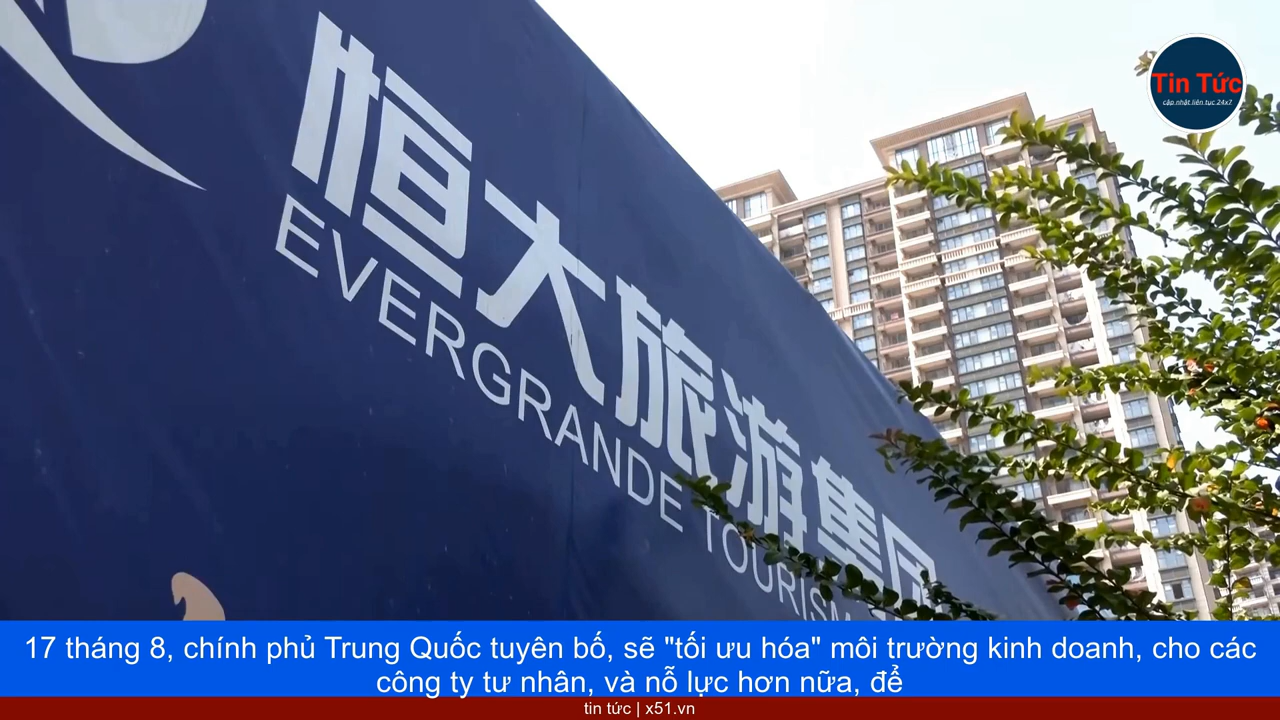 恒大旅游集团
EVERGRANDE TOURISM
Tin Tức
cập nhật liên tục 24x7
17 tháng 8, chính phủ Trung Quốc tuyên bố, sẽ "tối ưu hóa" môi trường kinh doanh, cho các
công ty tư nhân, và nỗ lực hơn nữa, để
tin tức | x51.vn